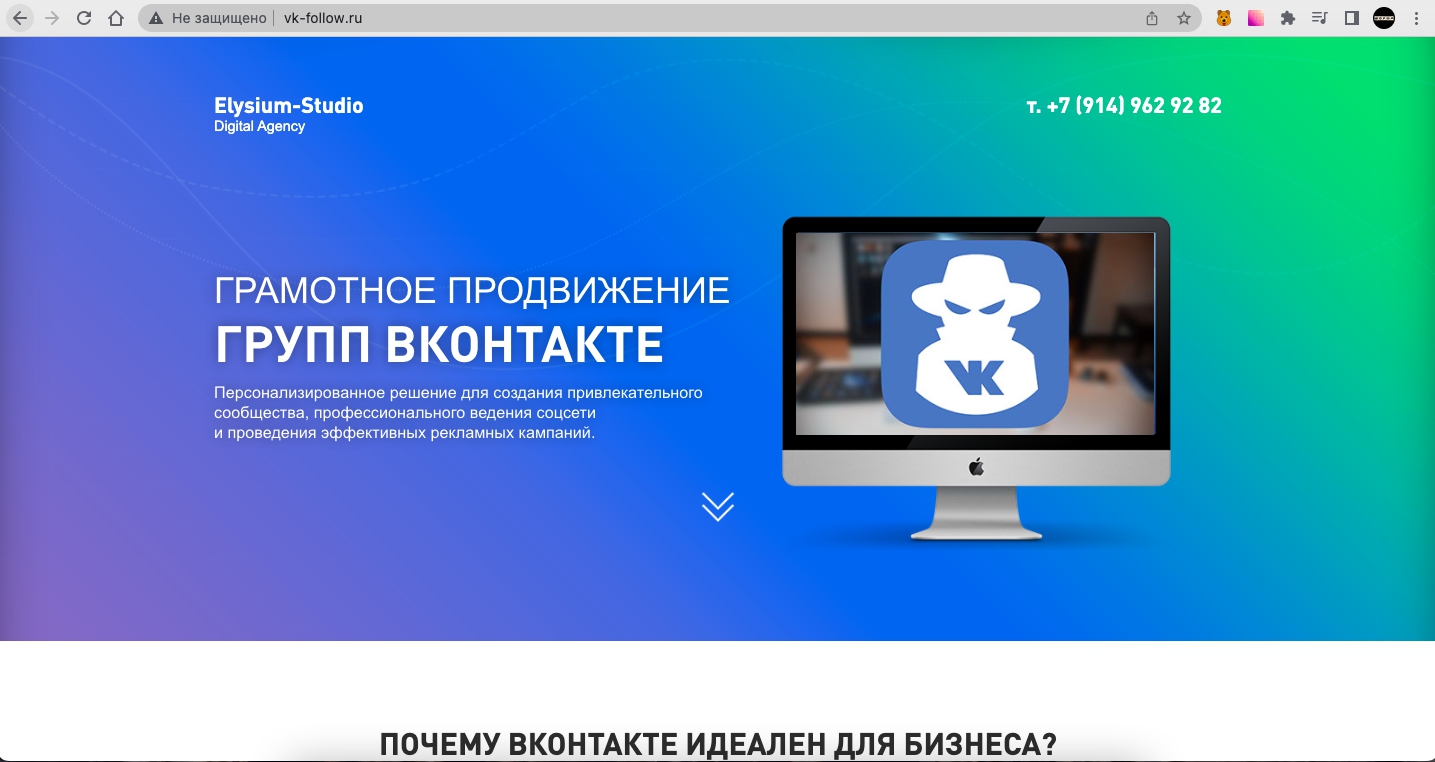 Не защищено
vk-follow.ru
Elysium-Studio
Digital Agency
т. +7 (914) 962 92 82
ГРАМОТНОЕ ПРОДВИЖЕНИЕ
ГРУПП ВКОНТАКТЕ
Персонализированное решение для создания привлекательного
сообщества, профессионального ведения соцсети
и проведения эффективных рекламных кампаний.
ПОЧЕМУ ВКОНТАКТЕ ИДЕАЛЕН ДЛЯ БИЗНЕСА?